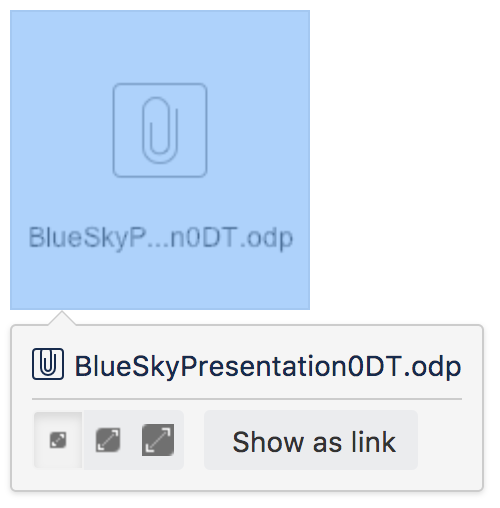 BlueSkyP...n0DT.odp
BlueSkyPresentation0DT.odp
Show as link